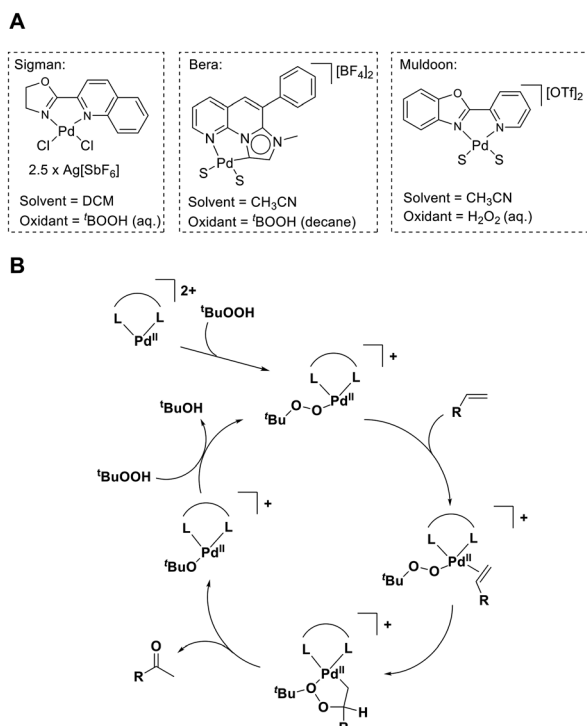 A
Sigman:
O
N
N
Pd
Cl
Cl
2.5 x Ag[SbF₆]
Solvent = DCM
Oxidant = ᵗBOOH (aq.)
Bera:
[BF₄]₂
N
N
N
Pd
S
S
Solvent = CH₃CN
Oxidant = ᵗBOOH (decane)
Muldoon:
[OTf]₂
O
N
N
Pd
S
S
Solvent = CH₃CN
Oxidant = H₂O₂ (aq.)
B
2+
L
L
Pdᴵᴵ
ᵗBuOOH
+
L
L
Pdᴵᴵ
O
O
ᵗBu
R
+
L
L
Pdᴵᴵ
O
O
ᵗBu
R
+
L
L
Pdᴵᴵ
ᵗBu
O
O
H
R
O
R
+
L
L
Pdᴵᴵ
ᵗBuO
ᵗBuOOH
ᵗBuOH